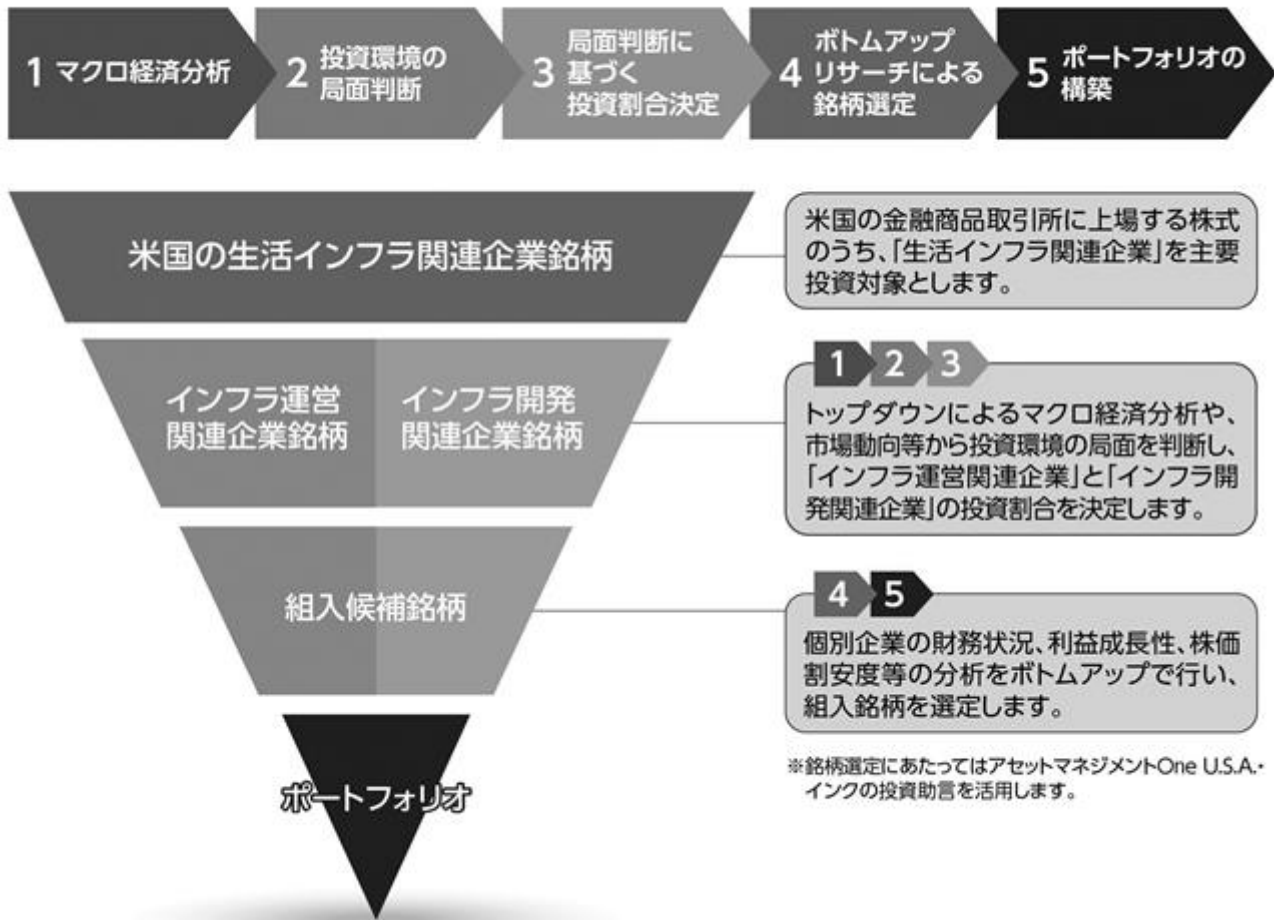 1 マクロ経済分析
2 投資環境の
局面判断
3 局面判断に
基づく
投資割合決定
4 ボトムアップ
リサーチによる
銘柄選定
5 ポートフォリオの
構築
米国の生活インフラ関連企業銘柄
米国の金融商品取引所に上場する株式
のうち、「生活インフラ関連企業」を主要
投資対象とします。
インフラ運営
関連企業銘柄
インフラ開発
関連企業銘柄
1 2 3
トップダウンによるマクロ経済分析や、
市場動向等から投資環境の局面を判断し、
「インフラ運営関連企業」と「インフラ開
発関連企業」の投資割合を決定します。
組入候補銘柄
4 5
個別企業の財務状況、利益成長性、株価
割安度等の分析をボトムアップで行い、
組入銘柄を選定します。
ポートフォリオ
※銘柄選定にあたってはアセットマネジメントOne U.S.A.・
インクの投資助言を活用します。